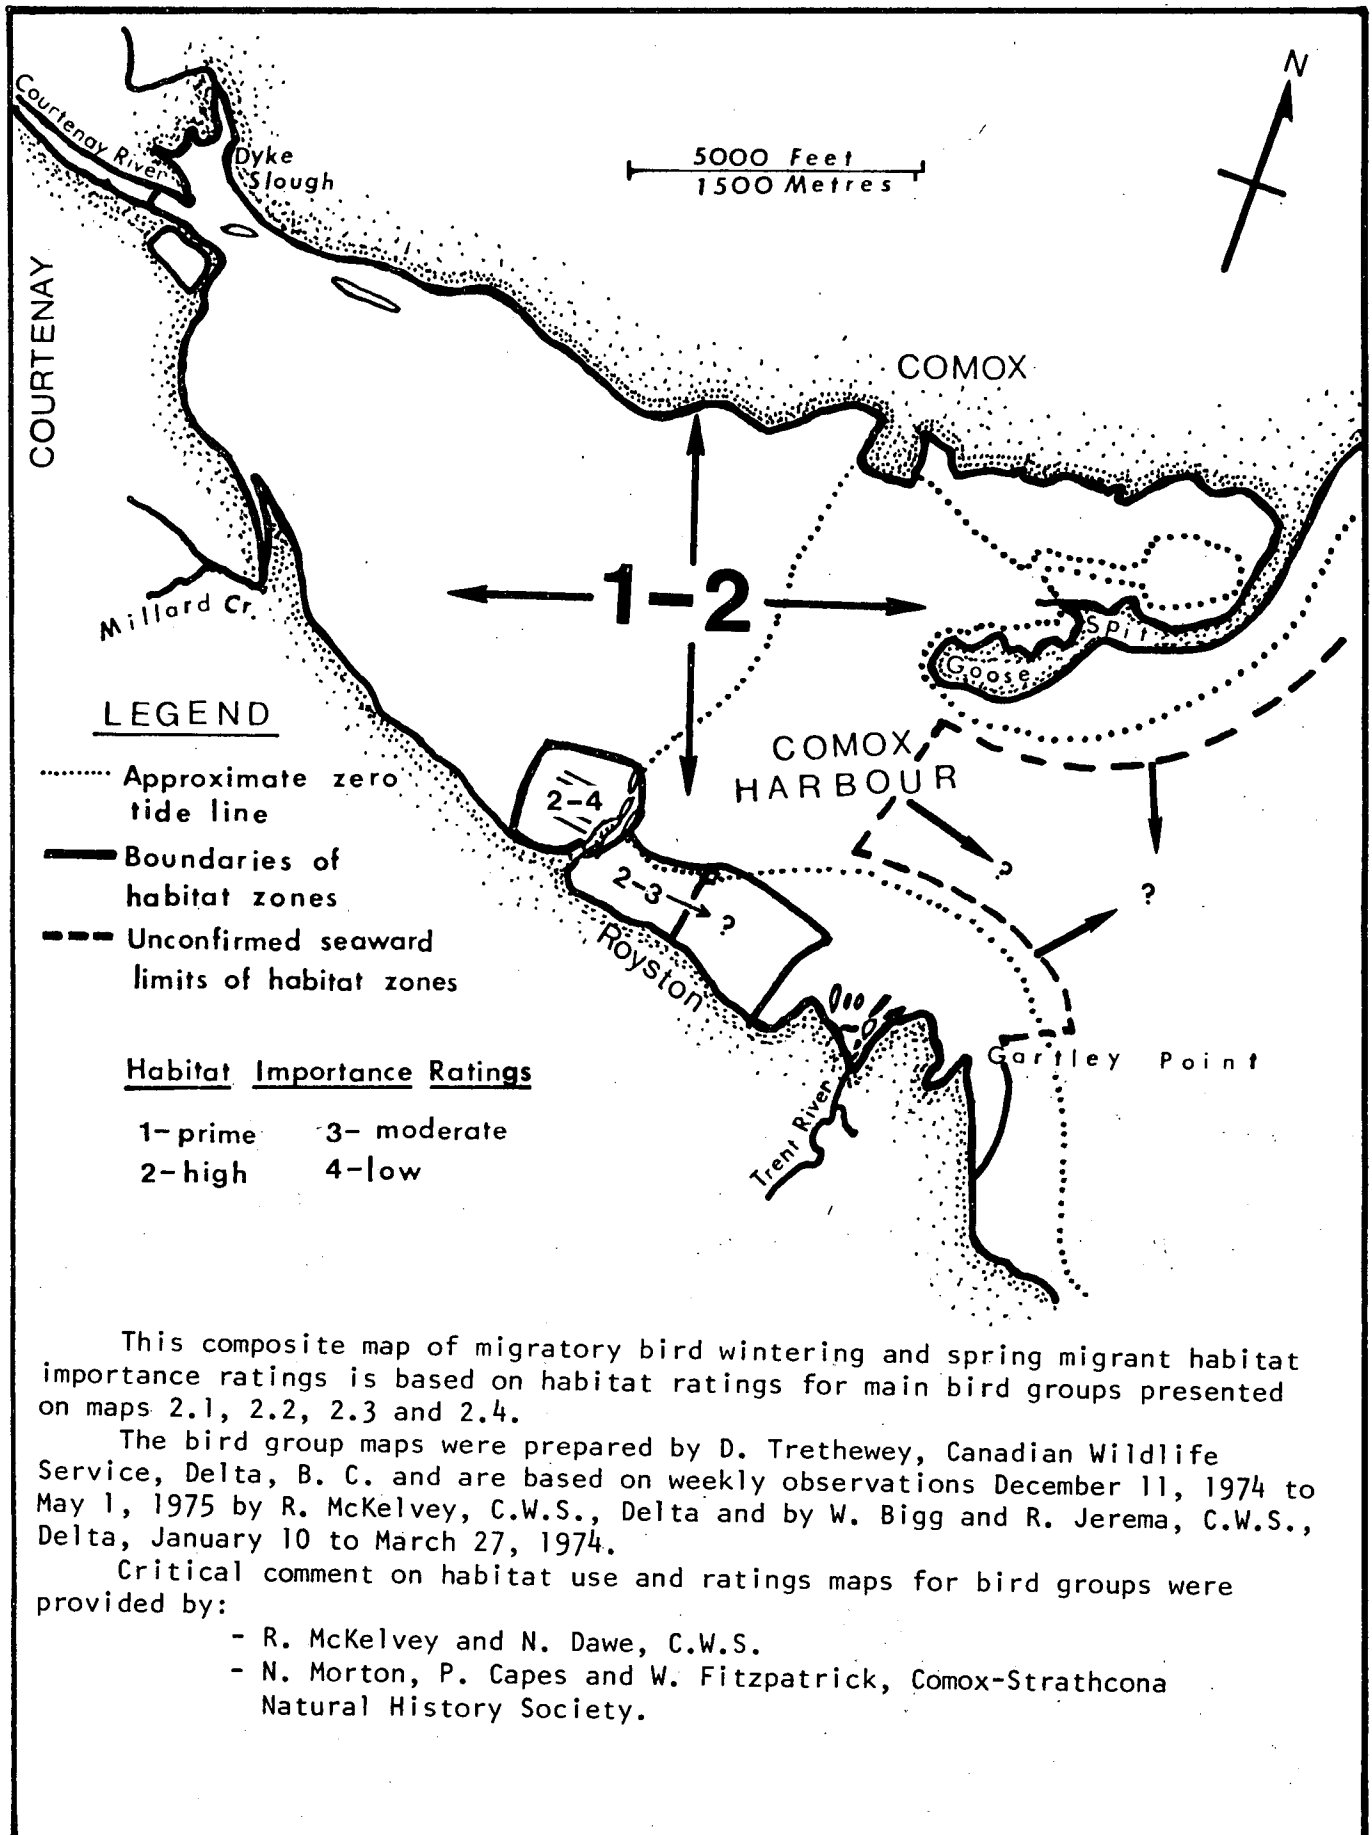 N
Courtenay River
Dyke
Slough
5000 Feet
1500 Metres
COURTENAY
COMOX
1-2
Millard Cr.
Goose Spit
LEGEND
Approximate zero
tide line
Boundaries of
habitat zones
Unconfirmed seaward
limits of habitat zones
COMOX
HARBOUR
2-4
2-3 ?
?
?
Royston
Gartley Point
Trent River
Habitat Importance Ratings
1-prime 3- moderate
2-high 4-low
This composite map of migratory bird wintering and spring migrant habitat
importance ratings is based on habitat ratings for main bird groups presented
on maps 2.1, 2.2, 2.3 and 2.4.
The bird group maps were prepared by D. Trethewey, Canadian Wildlife
Service, Delta, B. C. and are based on weekly observations December 11, 1974 to
May 1, 1975 by R. McKelvey, C.W.S., Delta and by W. Bigg and R. Jerema, C.W.S.,
Delta, January 10 to March 27, 1974.
Critical comment on habitat use and ratings maps for bird groups were
provided by:
- R. McKelvey and N. Dawe, C.W.S.
- N. Morton, P. Capes and W. Fitzpatrick, Comox-Strathcona
Natural History Society.